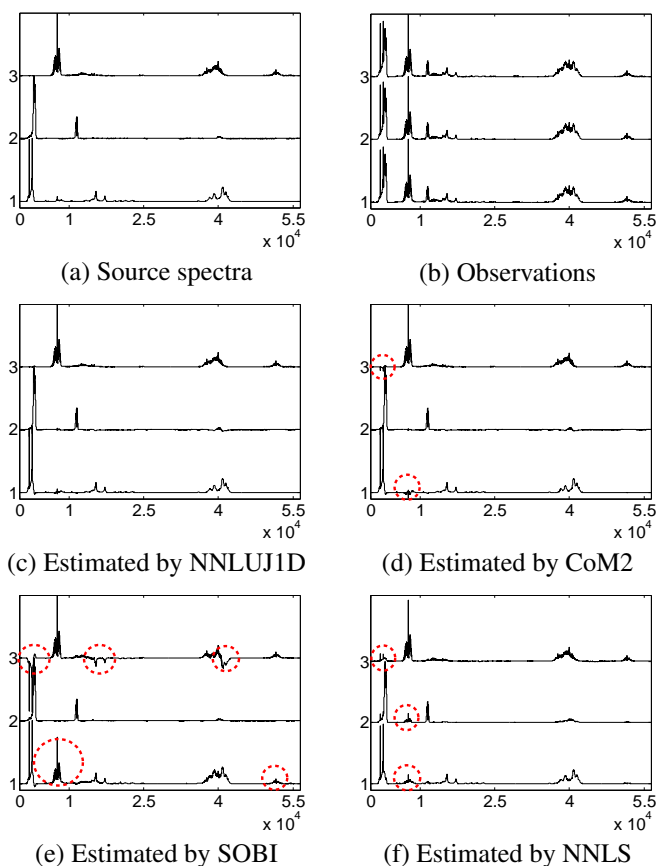 3
2
1
0 1 2.5 4 5.5
x 10^4
(a) Source spectra
3
2
1
0 1 2.5 4 5.5
x 10^4
(b) Observations
3
2
1
0 1 2.5 4 5.5
x 10^4
(c) Estimated by NNLUJ1D
3
2
1
0 1 2.5 4 5.5
x 10^4
(d) Estimated by CoM2
3
2
1
0 1 2.5 4 5.5
x 10^4
(e) Estimated by SOBI
3
2
1
0 1 2.5 4 5.5
x 10^4
(f) Estimated by NNLS